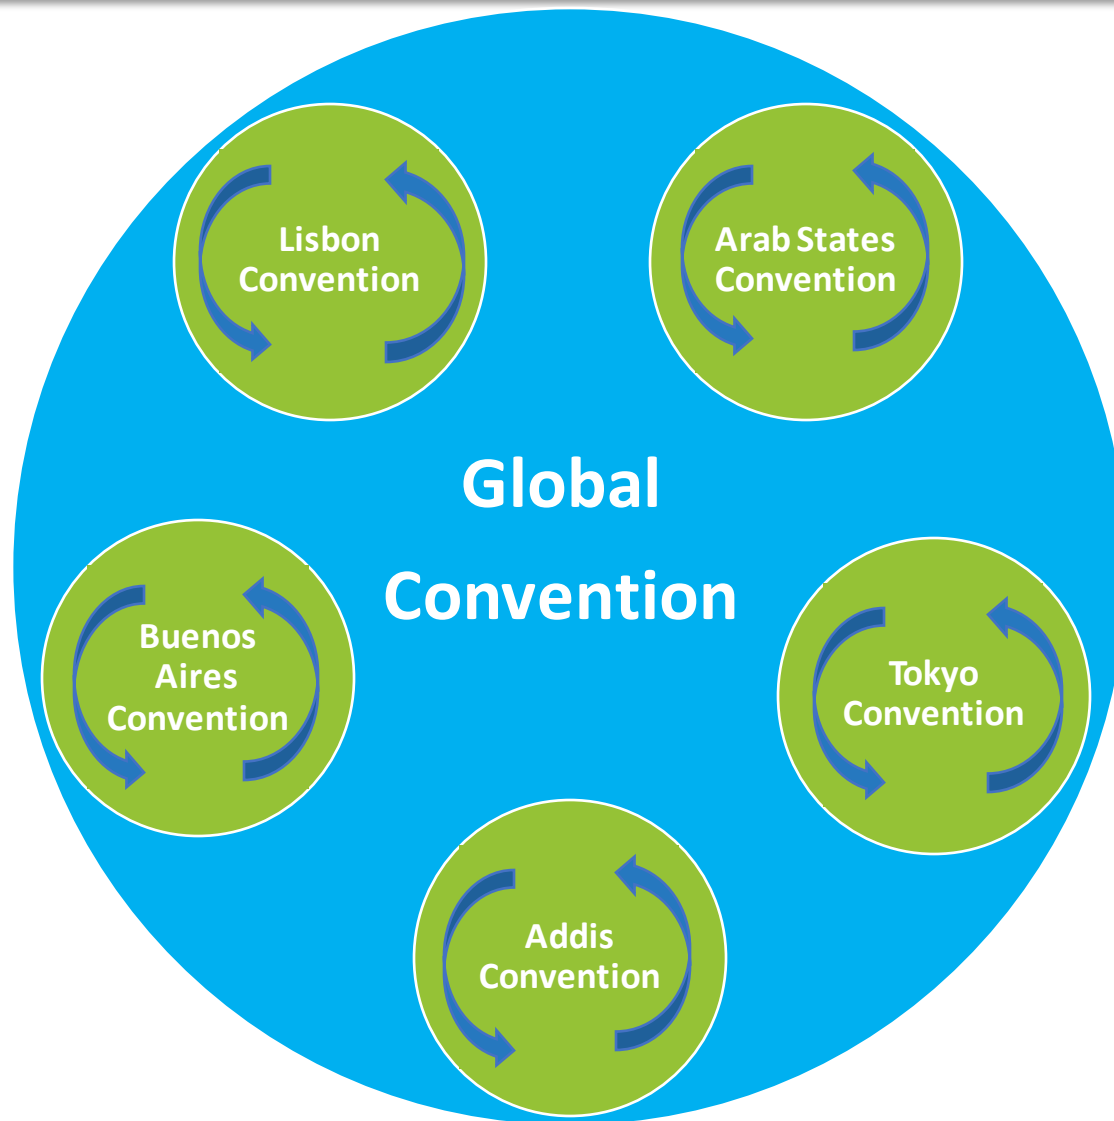 Lisbon
Convention
Arab States
Convention
Global
Convention
Buenos
Aires
Convention
Tokyo
Convention
Addis
Convention